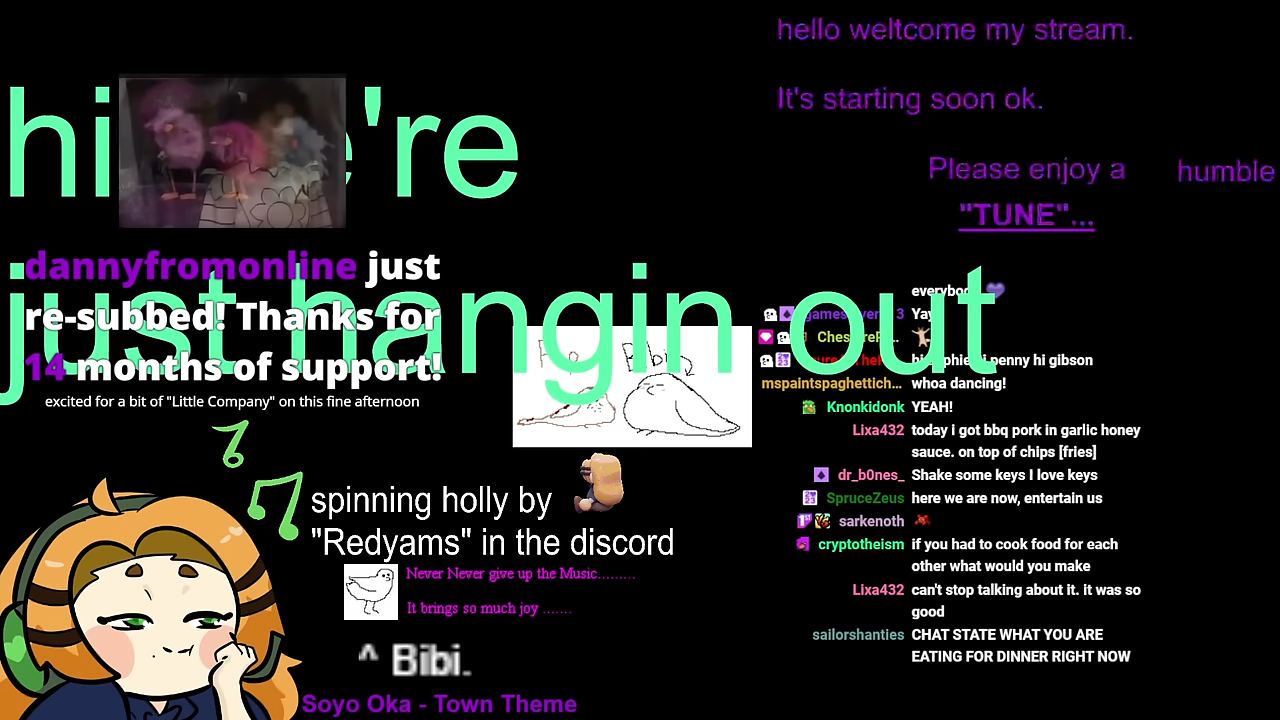 hello weltcome my stream.
It's starting soon ok.
Please enjoy a humble
"TUNE"...
hi 're
just hangin out
dannyfromonline just
re-subbed! Thanks for
14 months of support!
excited for a bit of "Little Company" on this fine afternoon
spinning holly by
"Redyams" in the discord
Never Never give up the Music.........
It brings so much joy .......
^ Bibi.
Soyo Oka - Town Theme
3 Yay
hi penny hi gibson
mspaintspaghettich... whoa dancing!
Knonkidonk YEAH!
Lixa432 today i got bbq pork in garlic honey
sauce. on top of chips [fries]
dr_b0nes_ Shake some keys I love keys
SpruceZeus here we are now, entertain us
sarkenoth
cryptotheism if you had to cook food for each
other what would you make
Lixa432 can't stop talking about it. it was so
good
sailorshanties CHAT STATE WHAT YOU ARE
EATING FOR DINNER RIGHT NOW